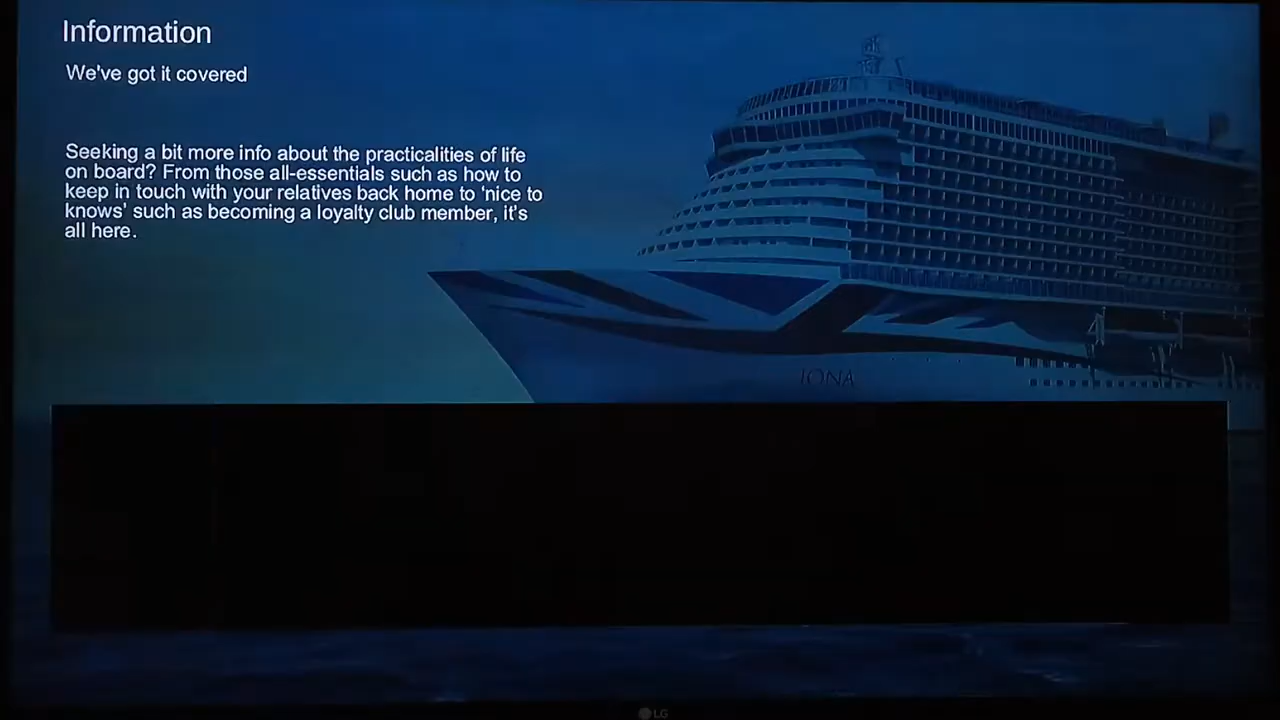 Information
We've got it covered
Seeking a bit more info about the practicalities of life
on board? From those all-essentials such as how to
keep in touch with your relatives back home to 'nice to
knows' such as becoming a loyalty club member, it's
all here.
IONA
LG